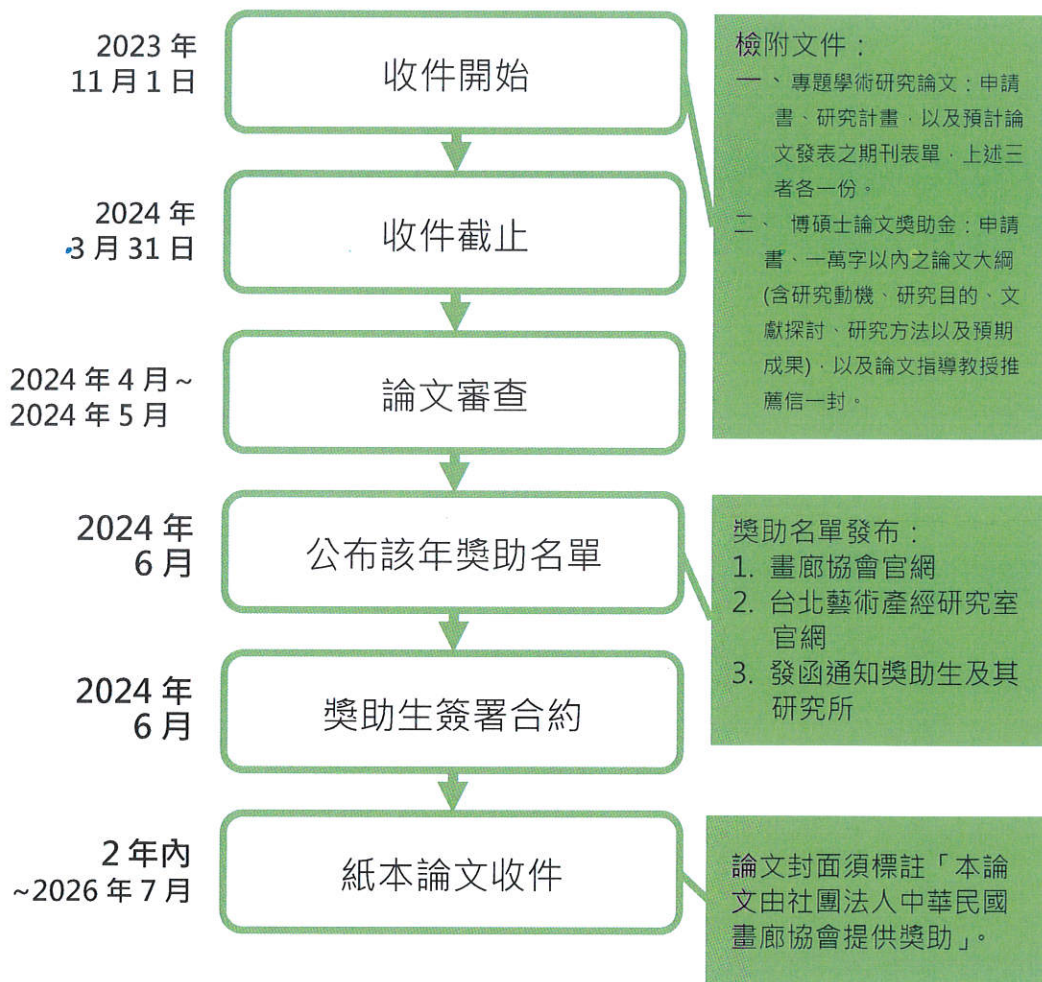 2023 年
11 月 1 日
收件開始
檢附文件：
一、專題學術研究論文：申請
書、研究計畫，以及預計論
文發表之期刊表單，上述三
者各一份。
二、 博碩士論文獎助金：申請
書、一萬字以內之論文大綱
(含研究動機、研究目的、文
獻探討、研究方法以及預期
成果)，以及論文指導教授推
薦信一封。
2024 年
3 月 31 日
收件截止
2024 年 4 月 ~
2024 年 5 月
論文審查
2024 年
6 月
公布該年獎助名單
獎助名單發布：
1. 畫廊協會官網
2. 台北藝術產經研究室
官網
3. 發函通知獎助生及其
研究所
2024 年
6 月
獎助生簽署合約
2 年內
~2026 年 7 月
紙本論文收件
論文封面須標註「本論
文由社團法人中華民國
畫廊協會提供獎助」。